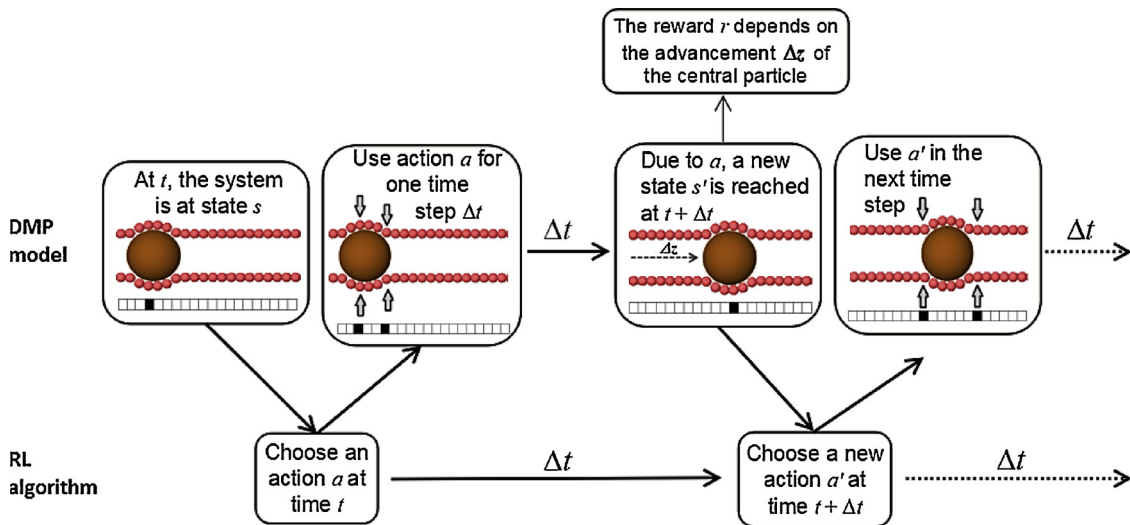 The reward r depends on
the advancement Δz of
the central particle
DMP
model
At t, the system
is at state s
Use action a for
one time
step Δt
Δt
Due to a, a new
state s' is reached
at t + Δt
Δz
Use a' in the
next time
step
Δt
RL
algorithm
Choose an
action a at
time t
Δt
Choose a new
action a' at
time t + Δt
Δt